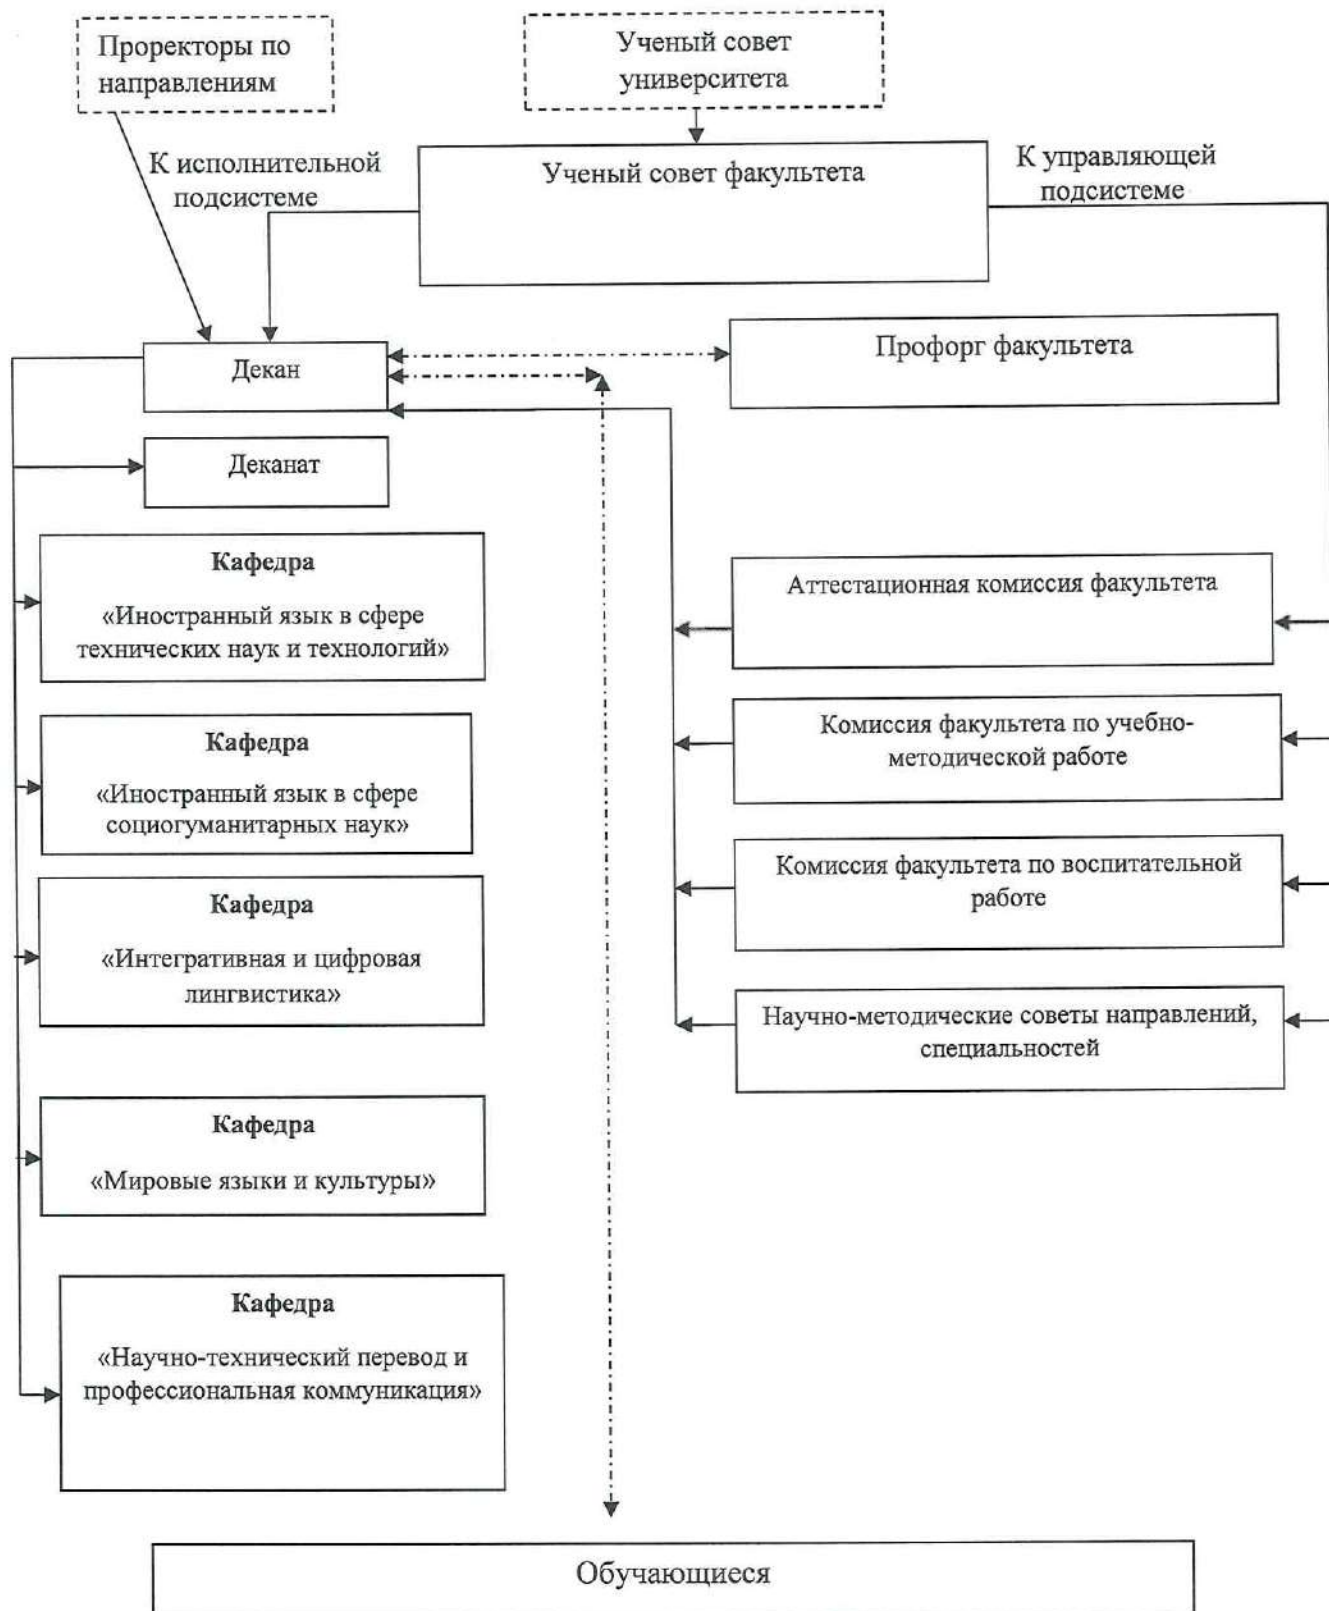 Проректоры по
направлениям
Ученый совет
университета
К исполнительной
подсистеме
Ученый совет факультета
К управляющей
подсистеме
Декан
Профорг факультета
Деканат
Кафедра
«Иностранный язык в сфере
технических наук и технологий»
Аттестационная комиссия факультета
Кафедра
«Иностранный язык в сфере
социогуманитарных наук»
Комиссия факультета по учебно-
методической работе
Кафедра
«Интегративная и цифровая
лингвистика»
Комиссия факультета по воспитательной
работе
Научно-методические советы направлений,
специальностей
Кафедра
«Мировые языки и культуры»
Кафедра
«Научно-технический перевод и
профессиональная коммуникация»
Обучающиеся